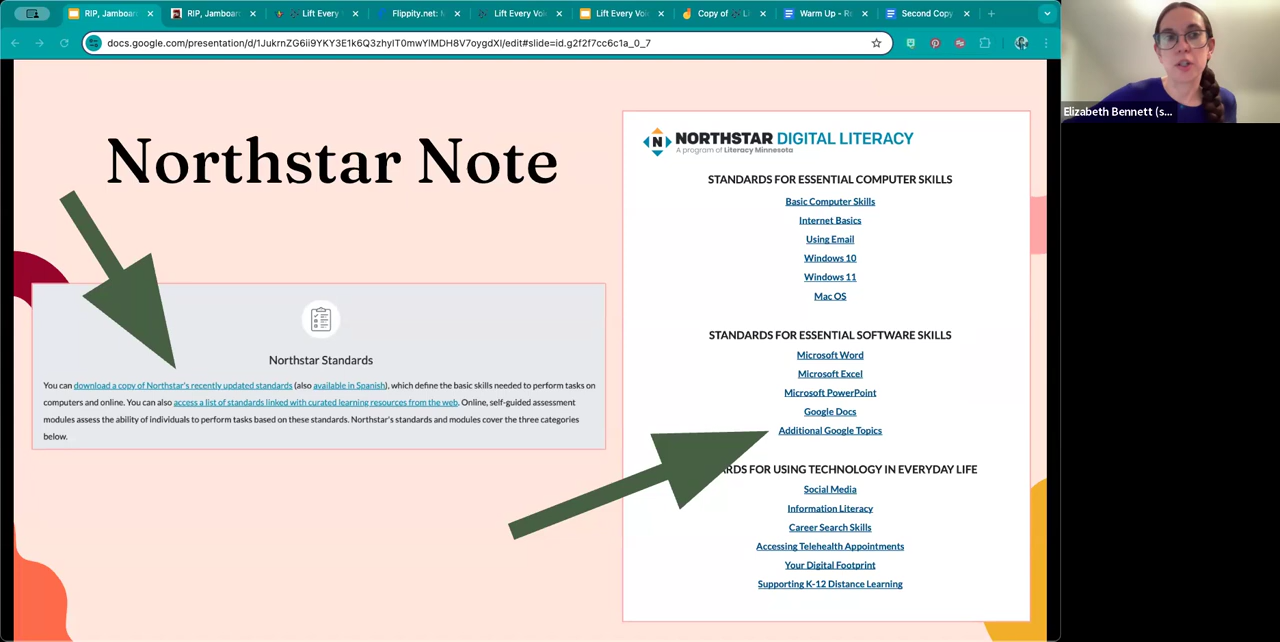 RIP, Jamboar
RIP, Jamboar
Lift Every
Flippity.net: M
Lift Every Voi
Lift Every Voi
Copy of
Li
Warm Up - R
Second Copy
docs.google.com/presentation/d/1JukrnZG6ii9YKY3E1k6Q3zhyIT0mwYlMDH8V7oygdXI/edit#slide=id.g2f2f7cc6c1a_0_7
Elizabeth Bennett (s...
Northstar Note
Northstar Standards
You can download a copy of Northstar's recently updated standards (also available in Spanish), which define the basic skills needed to perform tasks on
computers and online. You can also access a list of standards linked with curated learning resources from the web. Online, self-guided assessment
modules assess the ability of individuals to perform tasks based on these standards. Northstar's standards and modules cover the three categories
below.
N
NORTHSTAR DIGITAL LITERACY
A program of Literacy Minnesota
STANDARDS FOR ESSENTIAL COMPUTER SKILLS
Basic Computer Skills
Internet Basics
Using Email
Windows 10
Windows 11
Mac OS
STANDARDS FOR ESSENTIAL SOFTWARE SKILLS
Microsoft Word
Microsoft Excel
Microsoft PowerPoint
Google Docs
Additional Google Topics
ARDS FOR USING TECHNOLOGY IN EVERYDAY LIFE
Social Media
Information Literacy
Career Search Skills
Accessing Telehealth Appointments
Your Digital Footprint
Supporting K-12 Distance Learning